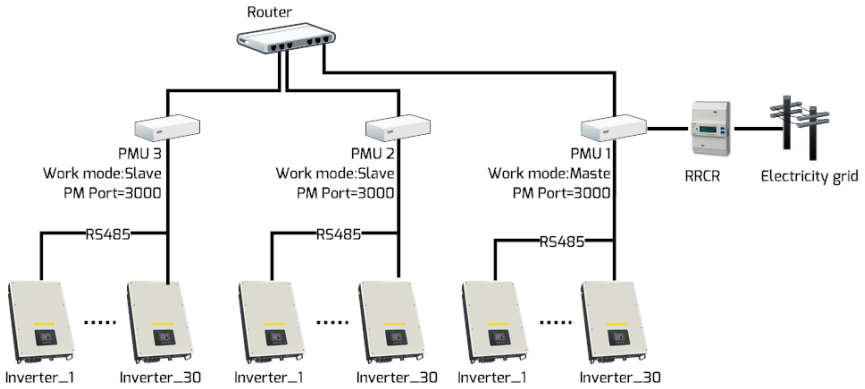 Router
PMU 3
Work mode:Slave
PM Port=3000
PMU 2
Work mode:Slave
PM Port=3000
PMU 1
Work mode:Maste
PM Port=3000
RRCR
Electricity grid
RS485
RS485
RS485
Inverter_1
Inverter_30
Inverter_1
Inverter_30
Inverter_1
Inverter_30